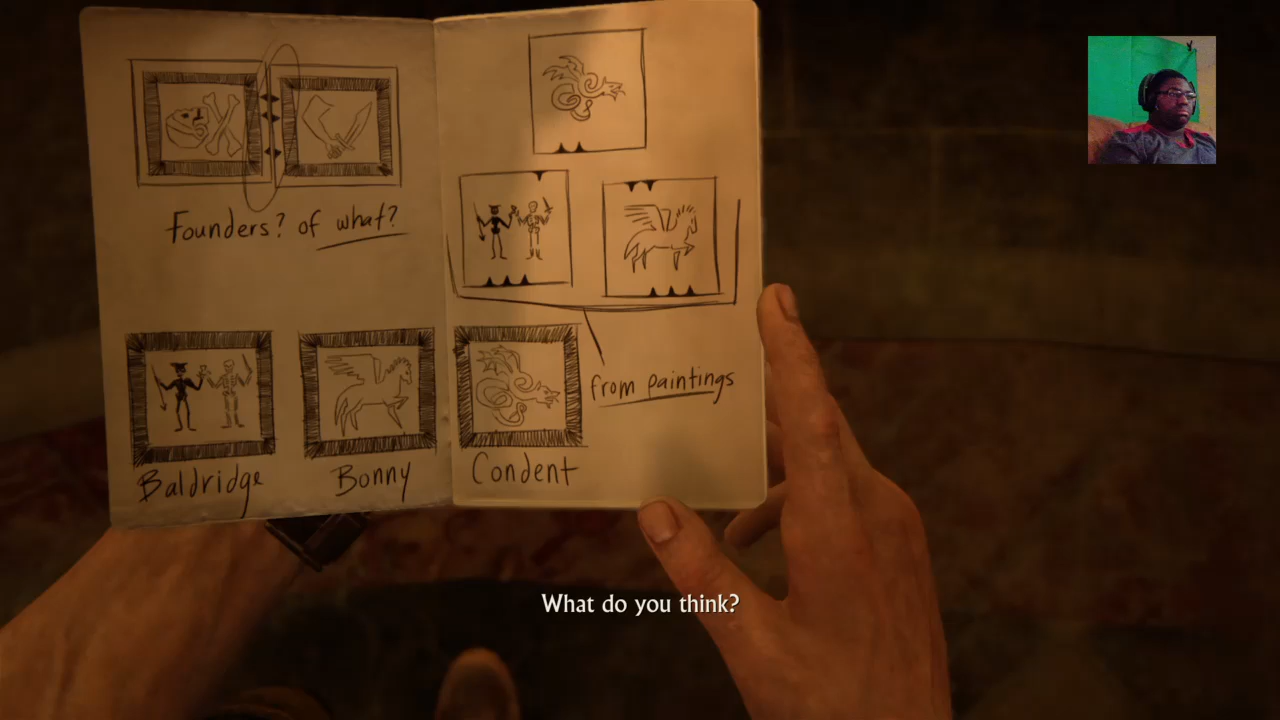 Founders? of what?
Baldridge
Bonny
Condent
from paintings
What do you think?